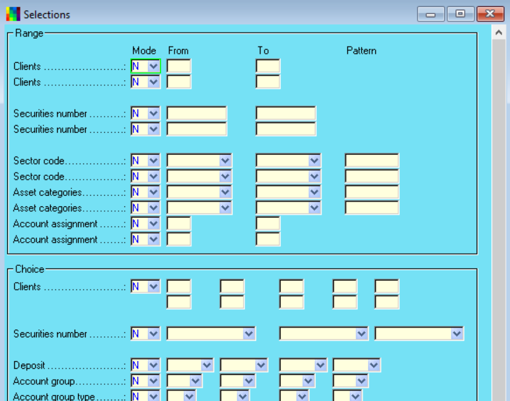 Selections
Range
Mode From To Pattern
Clients ......................: N
Clients ......................: N
Securities number .........: N
Securities number .........: N
Sector code................: N
Sector code................: N
Asset categories...........: N
Asset categories...........: N
Account assignment ......: N
Account assignment ......: N
Choice
Clients ......................: N
Securities number .........: N
Deposit .....................: N
Account group.............: N
Account group type ......: N